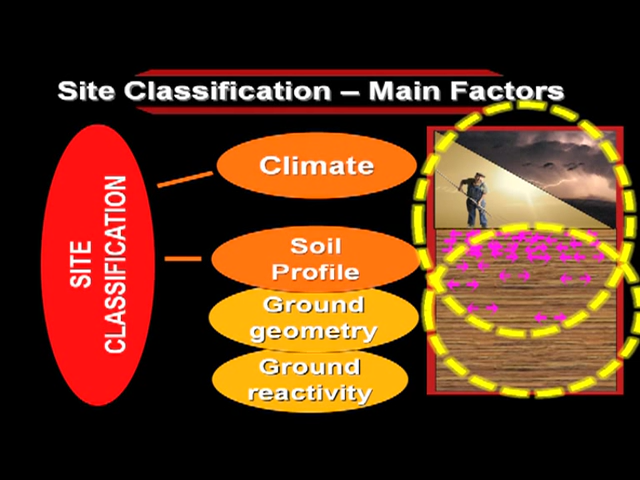 Site Classification – Main Factors
SITE
CLASSIFICATION
Climate
Soil
Profile
Ground
geometry
Ground
reactivity